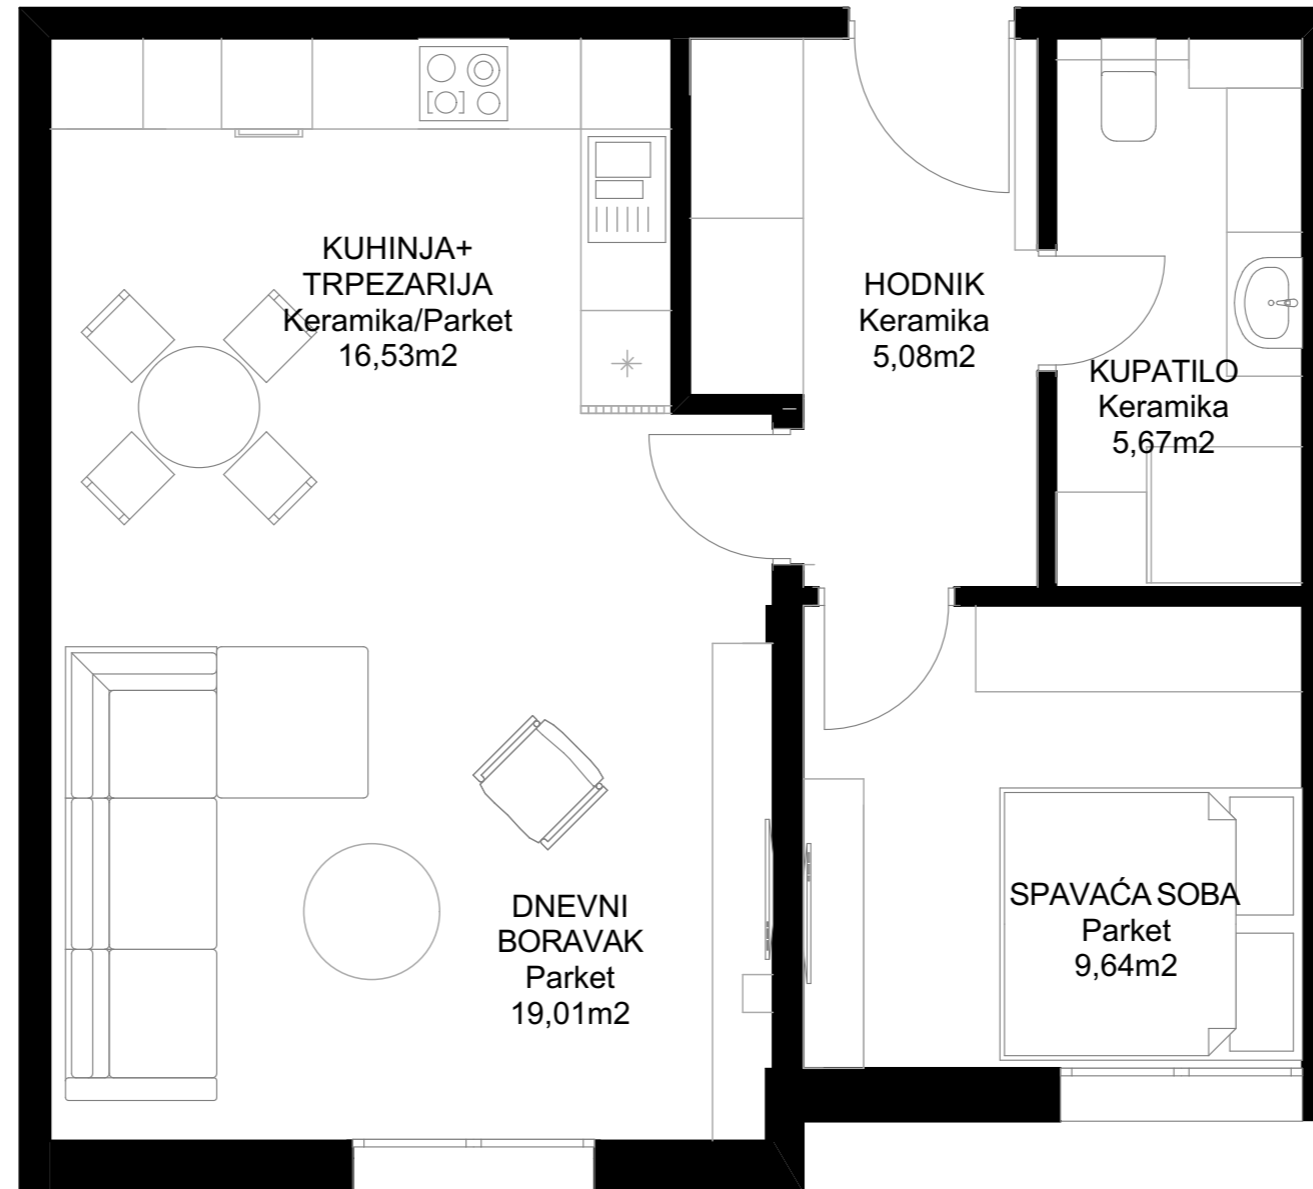 KUHINJA+
TRPEZARIJA
Keramika/Parket
16,53m2
HODNIK
Keramika
5,08m2
KUPATILO
Keramika
5,67m2
DNEVNI
BORAVAK
Parket
19,01m2
SPAVAĆA SOBA
Parket
9,64m2